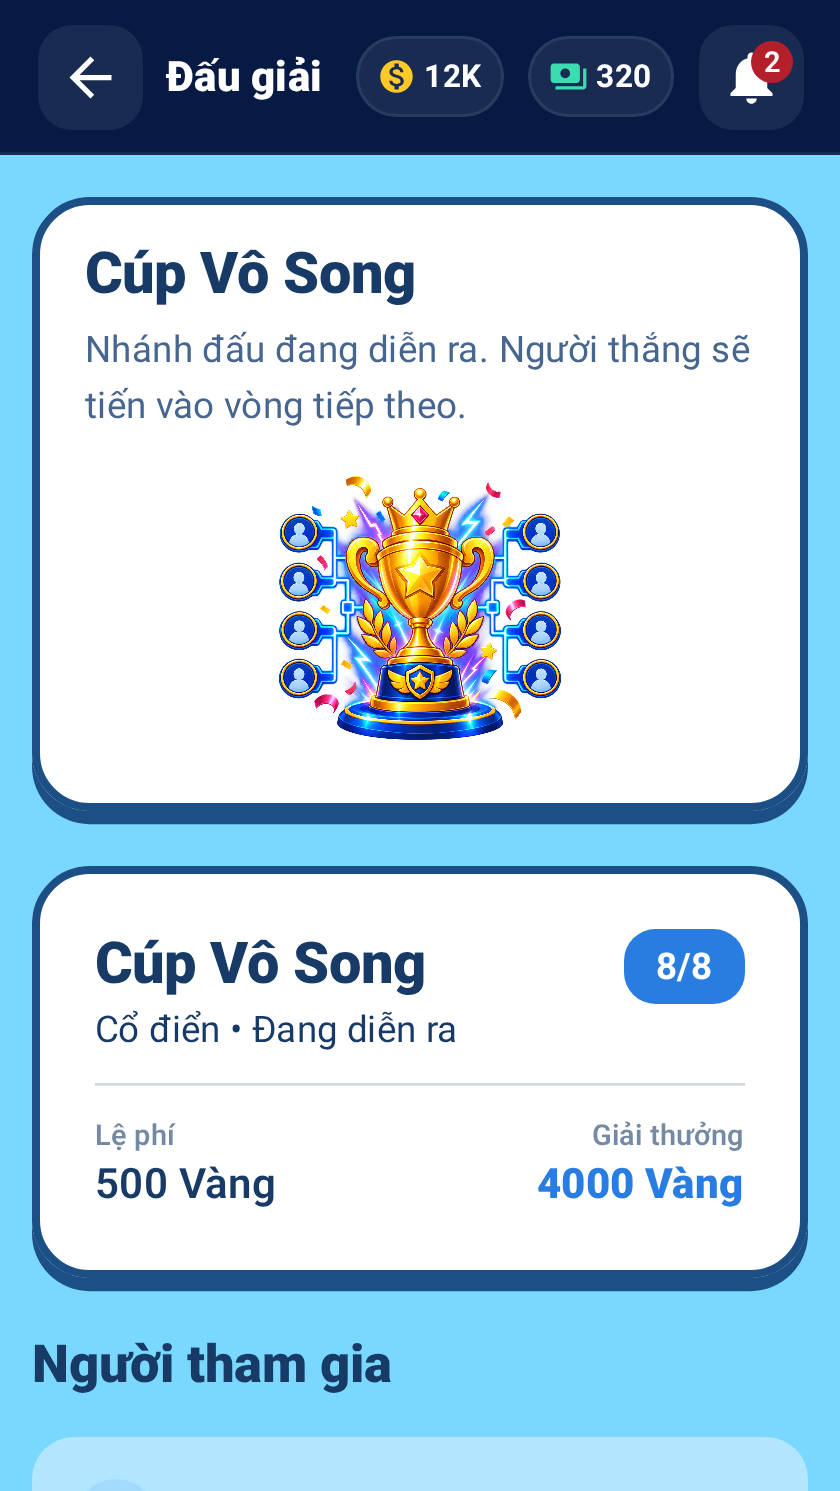 Đấu giải
12K
320
2
Cúp Vô Song
Nhánh đấu đang diễn ra. Người thắng sẽ
tiến vào vòng tiếp theo.
Cúp Vô Song
8/8
Cổ điển • Đang diễn ra
Lệ phí
Giải thưởng
500 Vàng
4000 Vàng
Người tham gia